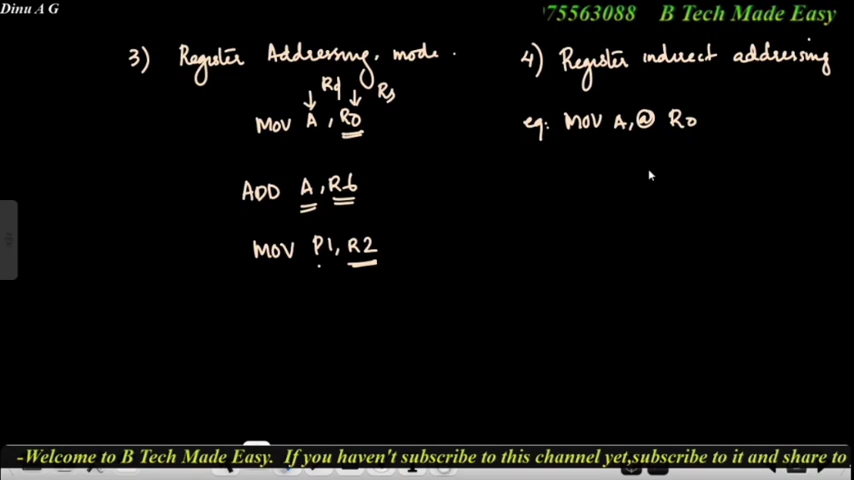 Dinu A G
75563088 B Tech Made Easy
3) Register Addressing mode.
Rd Rs
MOV A, R0
ADD A, R6
MOV P1, R2
4) Register indirect addressing
eg: MOV A, @ R0
-Welcome to B Tech Made Easy. If you haven't subscribe to this channel yet,subscribe to it and share to